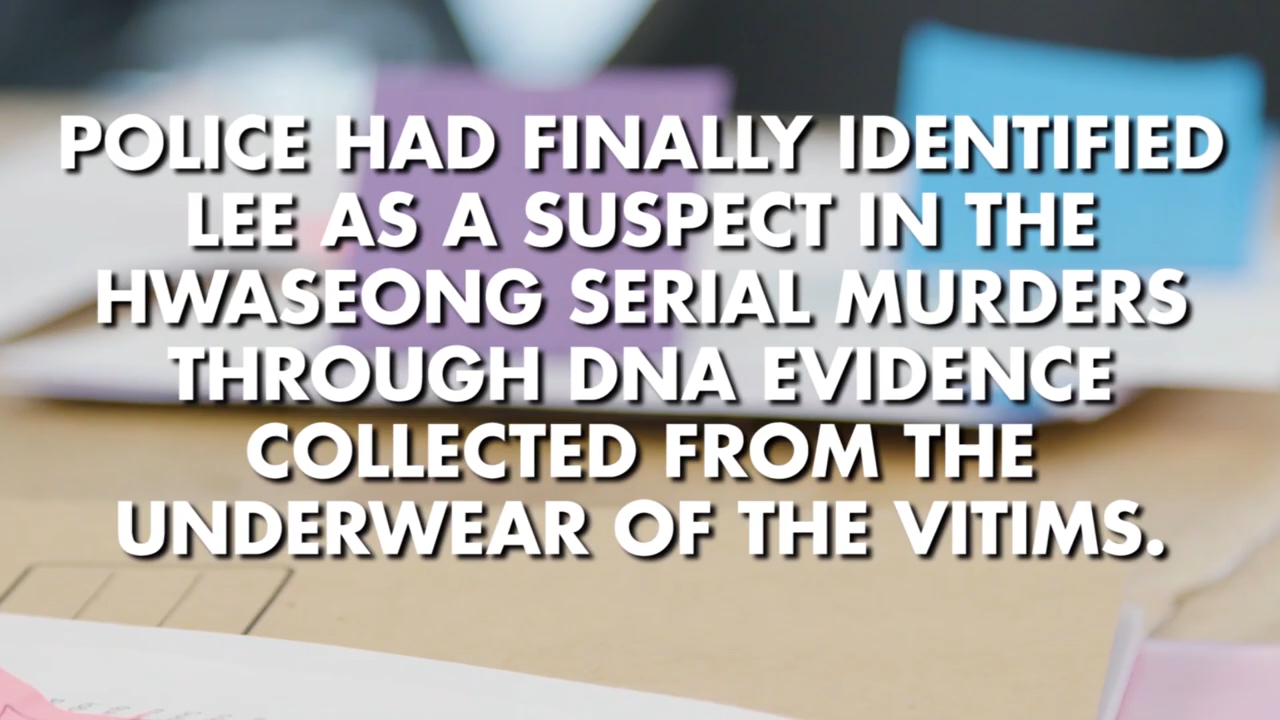 POLICE HAD FINALLY IDENTIFIED
LEE AS A SUSPECT IN THE
HWASEONG SERIAL MURDERS
THROUGH DNA EVIDENCE
COLLECTED FROM THE
UNDERWEAR OF THE VITIMS.